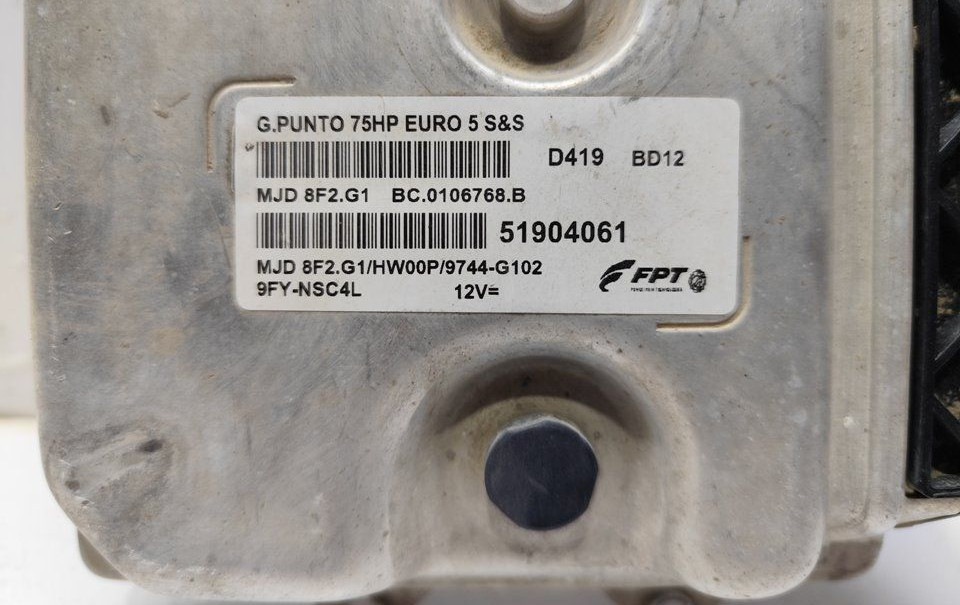 G.PUNTO 75HP EURO 5 S&S
D419 BD12
MJD 8F2.G1 BC.0106768.B
51904061
MJD 8F2.G1/HW00P/9744-G102
9FY-NSC4L 12V=
FPT